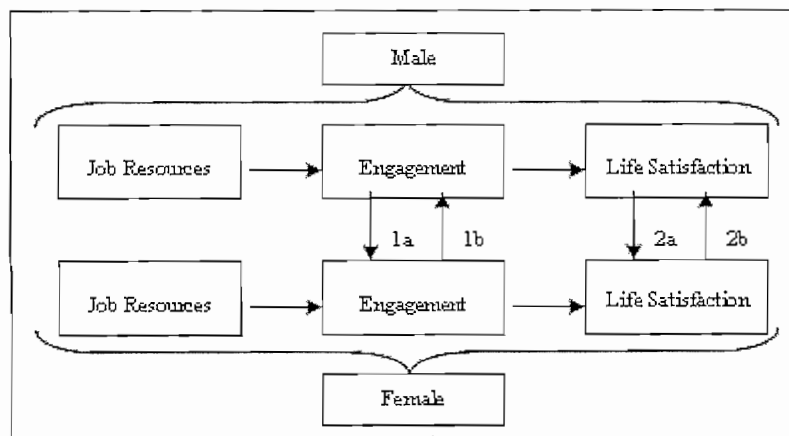 Male
Job Resources
Engagement
Life Satisfaction
1a
1b
2a
2b
Job Resources
Engagement
Life Satisfaction
Female